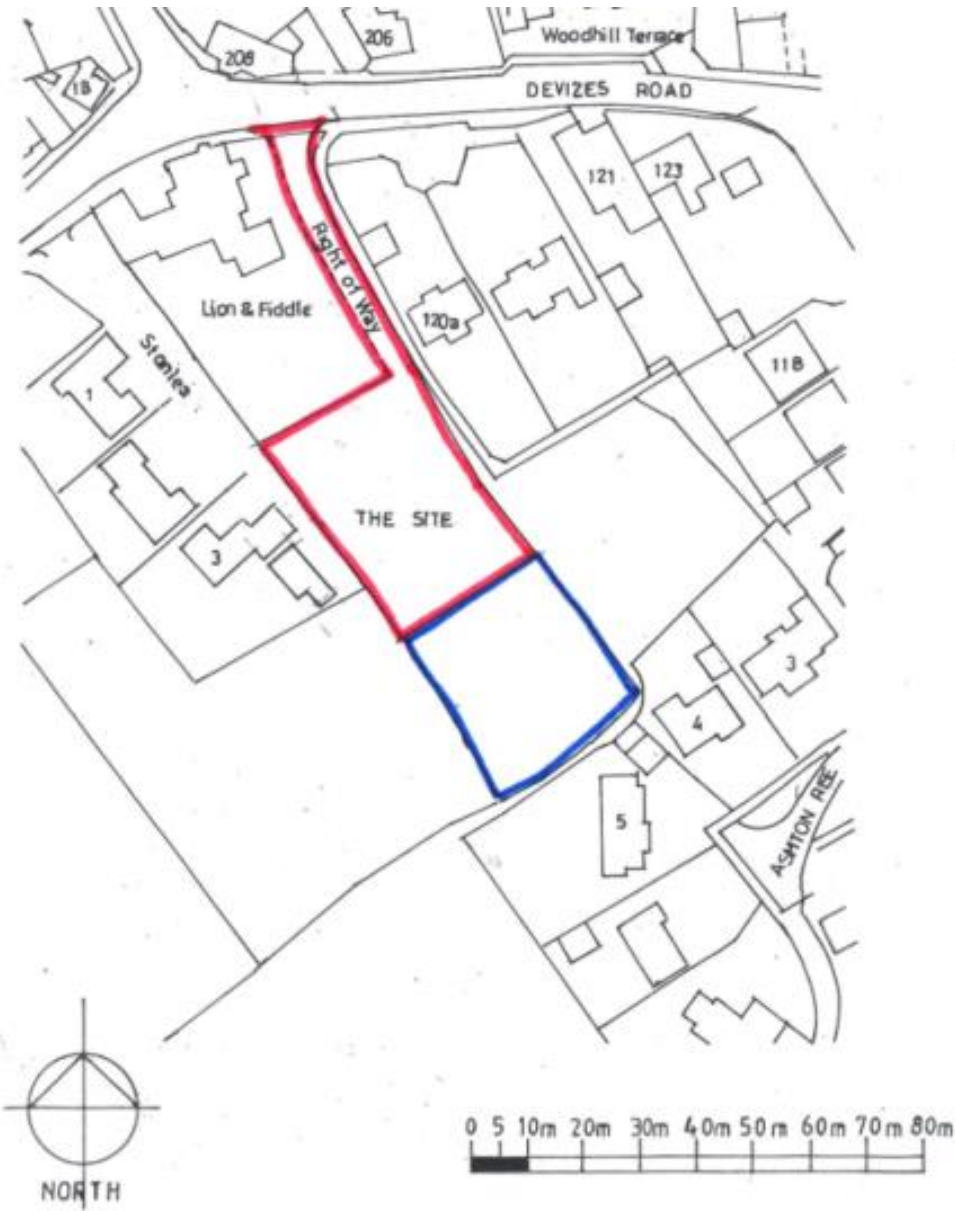 206
Woodhill Terrace
208
1B
DEVIZES ROAD
121
123
Right of Way
Lion & Fiddle
120a
Stanlea
118
1
THE SITE
3
3
4
5
ASHTON RISE
0 5 10m 20m 30m 40m 50m 60m 70m 80m
NORTH